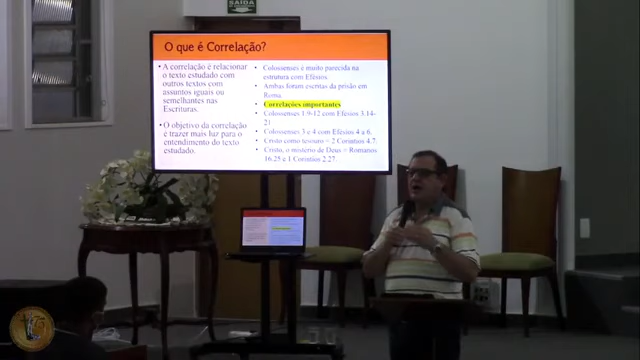 SAÍDA
O que é Correlação?
• A correlação é relacionar
o texto estudado com
outros textos com
assuntos iguais ou
semelhantes nas
Escrituras.
• O objetivo da correlação
é trazer mais luz para o
entendimento do texto
estudado.
• Colossenses é muito parecida na
estrutura com Efésios.
• Ambas foram escritas da prisão em
Roma.
• Correlações importantes
• Colossenses 1.9-12 com Efésios 3.14-
21
• Colossenses 3 e 4 com Efésios 4 a 6.
• Cristo como tesouro = 2 Coríntios 4.7.
• Cristo, o mistério de Deus = Romanos
16.25 e 1 Coríntios 2.27.